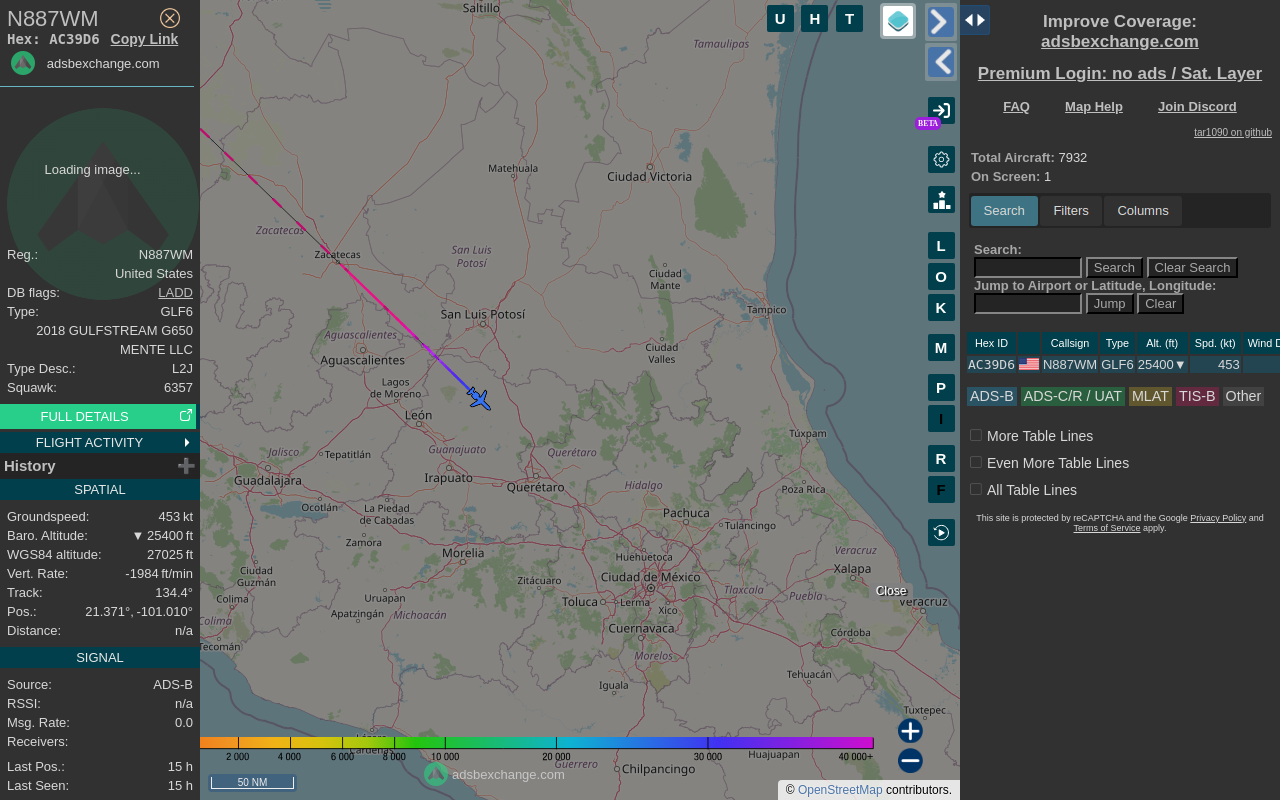 N887WM
Hex: AC39D6 Copy Link
adsbexchange.com
Loading image...
Reg.: N887WM
United States
DB flags: LADD
Type: GLF6
2018 GULFSTREAM G650
MENTE LLC
Type Desc.: L2J
Squawk: 6357
FULL DETAILS
FLIGHT ACTIVITY
History
SPATIAL
Groundspeed: 453 kt
Baro. Altitude: ▼ 25400 ft
WGS84 altitude: 27025 ft
Vert. Rate: -1984 ft/min
Track: 134.4°
Pos.: 21.371°, -101.010°
Distance: n/a
SIGNAL
Source: ADS-B
RSSI: n/a
Msg. Rate: 0.0
Receivers:
Last Pos.: 15 h
Last Seen: 15 h
U H T
BETA
L
O
K
M
P
I
R
F
Saltillo
Tamaulipas
Matehuala
Ciudad Victoria
Zacatecas
Zacatecas
San Luis
Potosí
Ciudad
Mante
Tampico
San Luis Potosí
Aguascalientes
Aguascalientes
Ciudad
Valles
Lagos
de Moreno
León
Túxpam
Jalisco
Tepatitlán
Guanajuato
Querétaro
Guadalajara
Irapuato
Querétaro
Hidalgo
Poza Rica
Ocotlán
La Piedad
de Cabadas
Pachuca
Tulancingo
Zamora
Morelia
Huehuetoca
Veracruz
Ciudad
Guzmán
Zitácuaro
Ciudad de México
Xalapa
Close
Colima
Uruapan
Toluca
Lerma
Tlaxcala
Puebla
Veracruz
Apatzingán
Michoacán
Xico
Colima
Cuernavaca
Córdoba
Tecomán
Morelos
Tehuacán
Iguala
Tuxtepec
Lázaro
Cárdenas
Guerrero
Huajuapan
Chilpancingo
2 000 4 000 6 000 8 000 10 000 20 000 30 000 40 000+
adsbexchange.com
50 NM
© OpenStreetMap contributors.
Improve Coverage:
adsbexchange.com
Premium Login: no ads / Sat. Layer
FAQ Map Help Join Discord
tar1090 on github
Total Aircraft: 7932
On Screen: 1
Search Filters Columns
Search:
Search Clear Search
Jump to Airport or Latitude, Longitude:
Jump Clear
Hex ID Callsign Type Alt. (ft) Spd. (kt) Wind D
AC39D6 N887WM GLF6 25400▼ 453
ADS-B ADS-C/R / UAT MLAT TIS-B Other
More Table Lines
Even More Table Lines
All Table Lines
This site is protected by reCAPTCHA and the Google Privacy Policy and
Terms of Service apply.